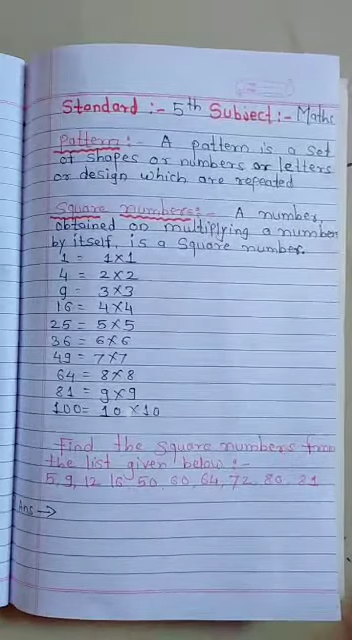 Standard :- 5th Subject :- Maths
Pattern :- A pattern is a set
of shapes or numbers or letters
or design which are repeated
Square numbers :- A number,
obtained on multiplying a number
by itself, is a square number.
1 = 1×1
4 = 2×2
9 = 3×3
16 = 4×4
25 = 5×5
36 = 6×6
49 = 7×7
64 = 8×8
81 = 9×9
100 = 10×10
Find the square numbers from
the list given below :-
5, 9, 12, 16, 50, 60, 64, 72, 80, 81
Ans →